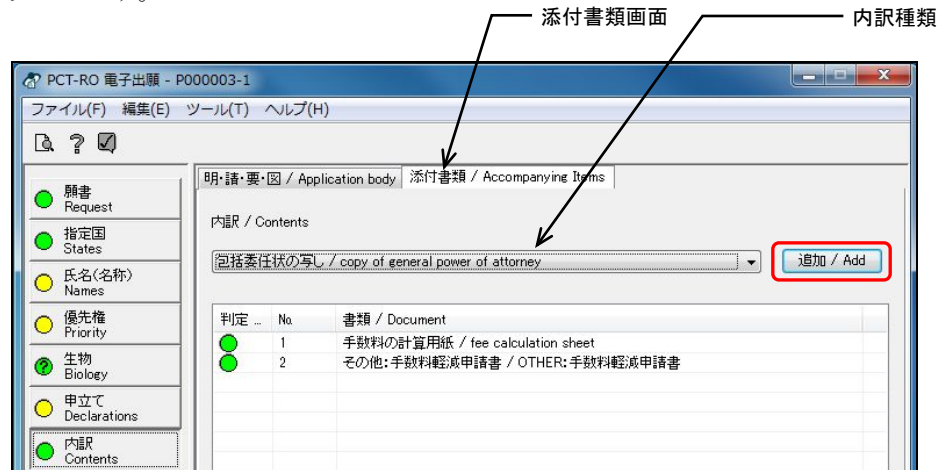 添付書類画面
内訳種類
PCT-RO 電子出願 - P000003-1
ファイル(F) 編集(E) ツール(T) ヘルプ(H)
明・請・要・図 / Application body
添付書類 / Accompanying Items
願書
Request
指定国
States
氏名(名称)
Names
優先権
Priority
生物
Biology
申立て
Declarations
内訳
Contents
内訳 / Contents
包括委任状の写し / copy of general power of attorney
追加 / Add
判定 ... No. 書類 / Document
1 手数料の計算用紙 / fee calculation sheet
2 その他:手数料軽減申請書 / OTHER:手数料軽減申請書